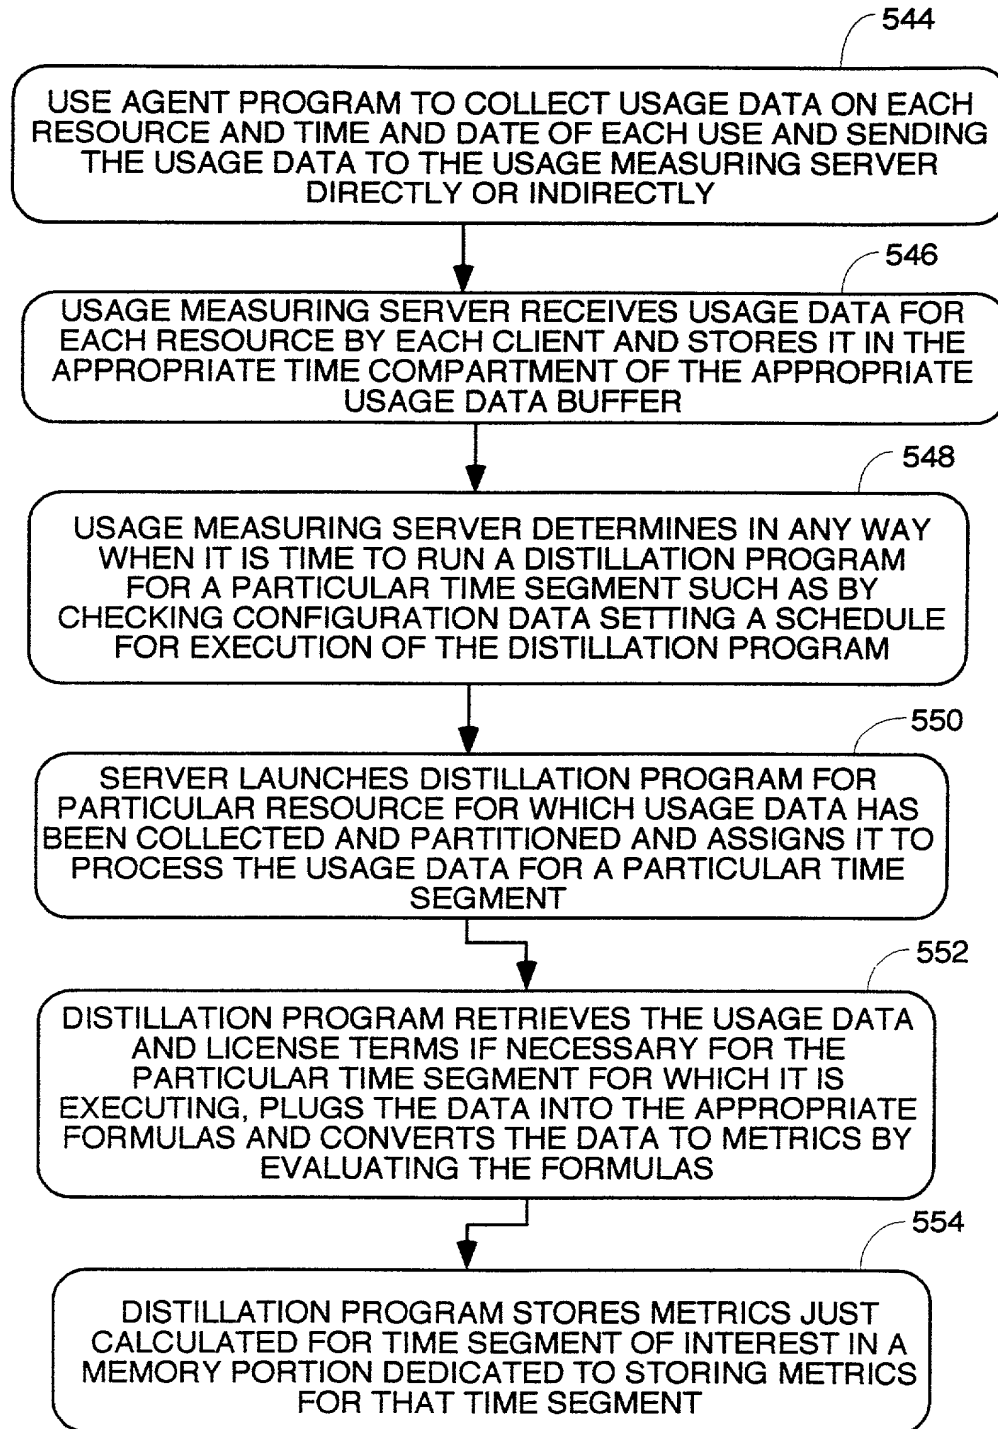 544
USE AGENT PROGRAM TO COLLECT USAGE DATA ON EACH
RESOURCE AND TIME AND DATE OF EACH USE AND SENDING
THE USAGE DATA TO THE USAGE MEASURING SERVER
DIRECTLY OR INDIRECTLY
546
USAGE MEASURING SERVER RECEIVES USAGE DATA FOR
EACH RESOURCE BY EACH CLIENT AND STORES IT IN THE
APPROPRIATE TIME COMPARTMENT OF THE APPROPRIATE
USAGE DATA BUFFER
548
USAGE MEASURING SERVER DETERMINES IN ANY WAY
WHEN IT IS TIME TO RUN A DISTILLATION PROGRAM
FOR A PARTICULAR TIME SEGMENT SUCH AS BY
CHECKING CONFIGURATION DATA SETTING A SCHEDULE
FOR EXECUTION OF THE DISTILLATION PROGRAM
550
SERVER LAUNCHES DISTILLATION PROGRAM FOR
PARTICULAR RESOURCE FOR WHICH USAGE DATA HAS
BEEN COLLECTED AND PARTITIONED AND ASSIGNS IT TO
PROCESS THE USAGE DATA FOR A PARTICULAR TIME
SEGMENT
552
DISTILLATION PROGRAM RETRIEVES THE USAGE DATA
AND LICENSE TERMS IF NECESSARY FOR THE
PARTICULAR TIME SEGMENT FOR WHICH IT IS
EXECUTING, PLUGS THE DATA INTO THE APPROPRIATE
FORMULAS AND CONVERTS THE DATA TO METRICS BY
EVALUATING THE FORMULAS
554
DISTILLATION PROGRAM STORES METRICS JUST
CALCULATED FOR TIME SEGMENT OF INTEREST IN A
MEMORY PORTION DEDICATED TO STORING METRICS
FOR THAT TIME SEGMENT